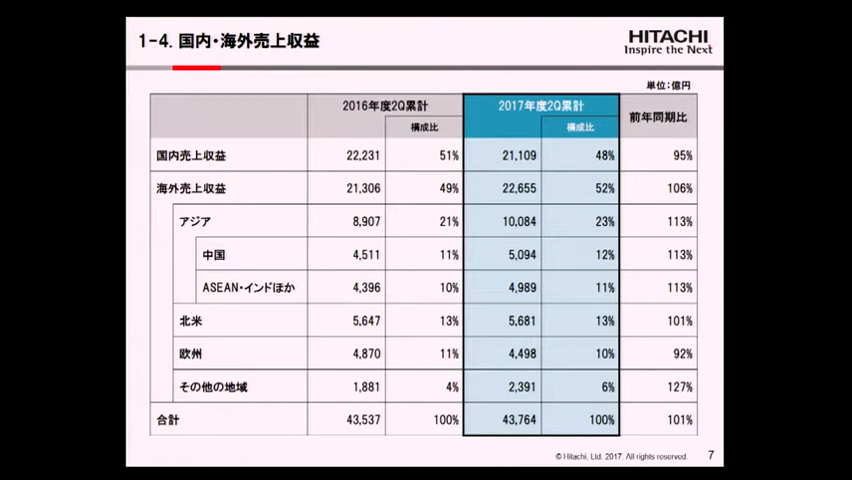 1-4. 国内・海外売上収益
HITACHI
Inspire the Next
単位：億円
2016年度2Q累計 2017年度2Q累計 前年同期比
構成比 構成比
国内売上収益 22,231 51% 21,109 48% 95%
海外売上収益 21,306 49% 22,655 52% 106%
アジア 8,907 21% 10,084 23% 113%
中国 4,511 11% 5,094 12% 113%
ASEAN・インドほか 4,396 10% 4,989 11% 113%
北米 5,647 13% 5,681 13% 101%
欧州 4,870 11% 4,498 10% 92%
その他の地域 1,881 4% 2,391 6% 127%
合計 43,537 100% 43,764 100% 101%
© Hitachi, Ltd. 2017. All rights reserved. 7